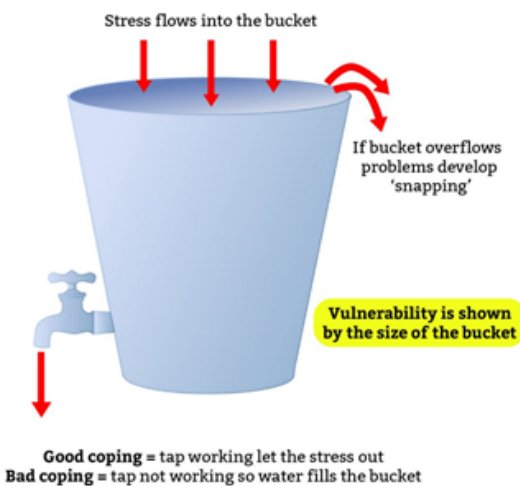 Stress flows into the bucket
If bucket overflows
problems develop
‘snapping’
Vulnerability is shown
by the size of the bucket
Good coping = tap working let the stress out
Bad coping = tap not working so water fills the bucket